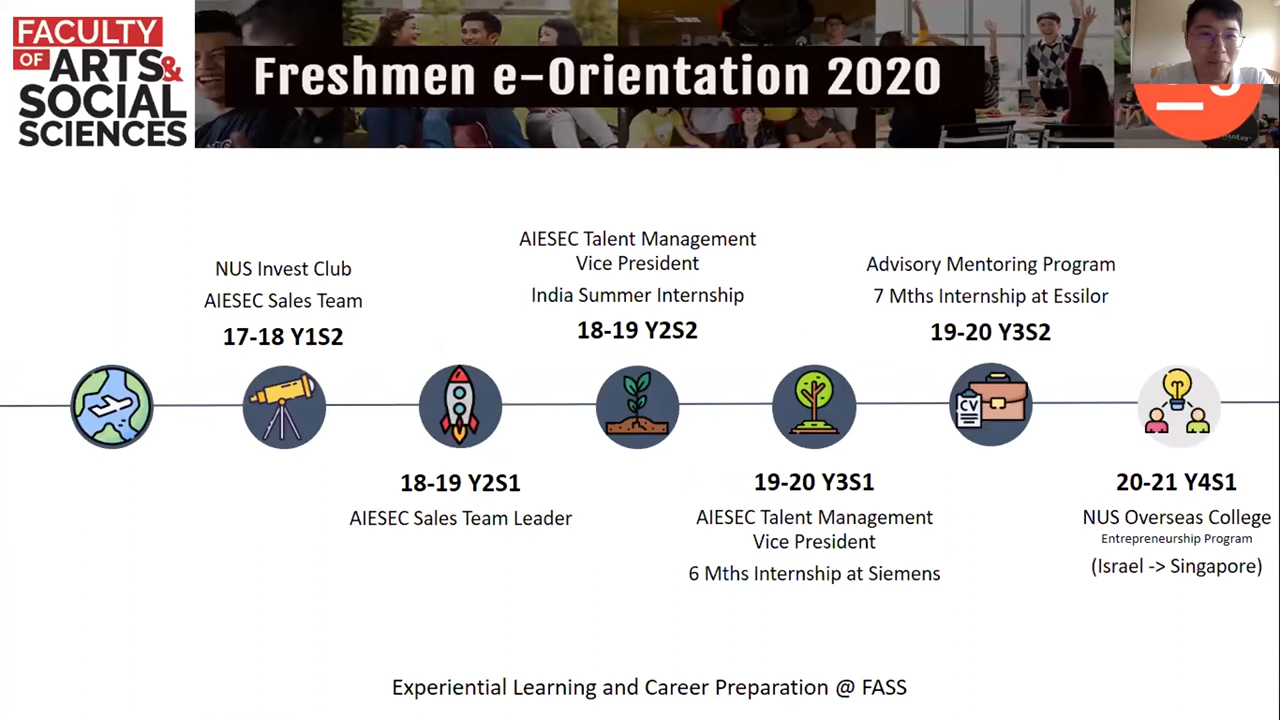 FACULTY
OF ARTS&
SOCIAL
SCIENCES
Freshmen e-Orientation 2020
NUS Invest Club
AIESEC Sales Team
17-18 Y1S2
AIESEC Talent Management
Vice President
India Summer Internship
18-19 Y2S2
Advisory Mentoring Program
7 Mths Internship at Essilor
19-20 Y3S2
CV
18-19 Y2S1
AIESEC Sales Team Leader
19-20 Y3S1
AIESEC Talent Management
Vice President
6 Mths Internship at Siemens
20-21 Y4S1
NUS Overseas College
Entrepreneurship Program
(Israel -> Singapore)
Experiential Learning and Career Preparation @ FASS